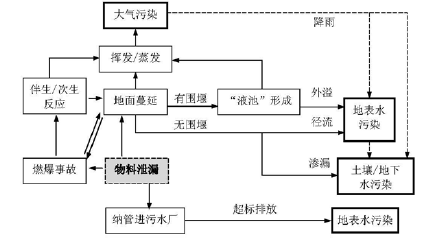 大气污染
降雨
挥发/蒸发
伴生/次生
反应
地面蔓延
有围堰
“液池”形成
外溢
地表水
污染
无围堰
径流
燃爆事故
物料泄漏
渗漏
土壤/地下
水污染
纳管进污水厂
超标排放
地表水污染